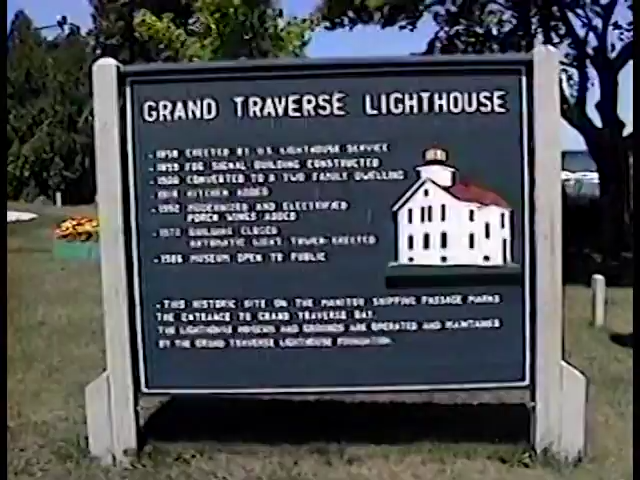 GRAND TRAVERSE LIGHTHOUSE
- 1858 ERECTED BY U.S. LIGHTHOUSE SERVICE
- 1899 FOG SIGNAL BUILDING CONSTRUCTED
- 1900 CONVERTED TO A TWO FAMILY DWELLING
KITCHEN ADDED
MODERNIZED AND ELECTRIFIED
PORCH WINGS ADDED
- 1972 BUILDING CLOSED
AUTOMATIC LIGHT TOWER ERECTED
- 1986 MUSEUM OPEN TO PUBLIC
- THIS HISTORIC SITE ON THE MANITOU SHIPPING PASSAGE MARKS
THE ENTRANCE TO GRAND TRAVERSE BAY.
THE LIGHTHOUSE MUSEUM AND GROUNDS ARE OPERATED AND MAINTAINED
BY THE GRAND TRAVERSE LIGHTHOUSE FOUNDATION.